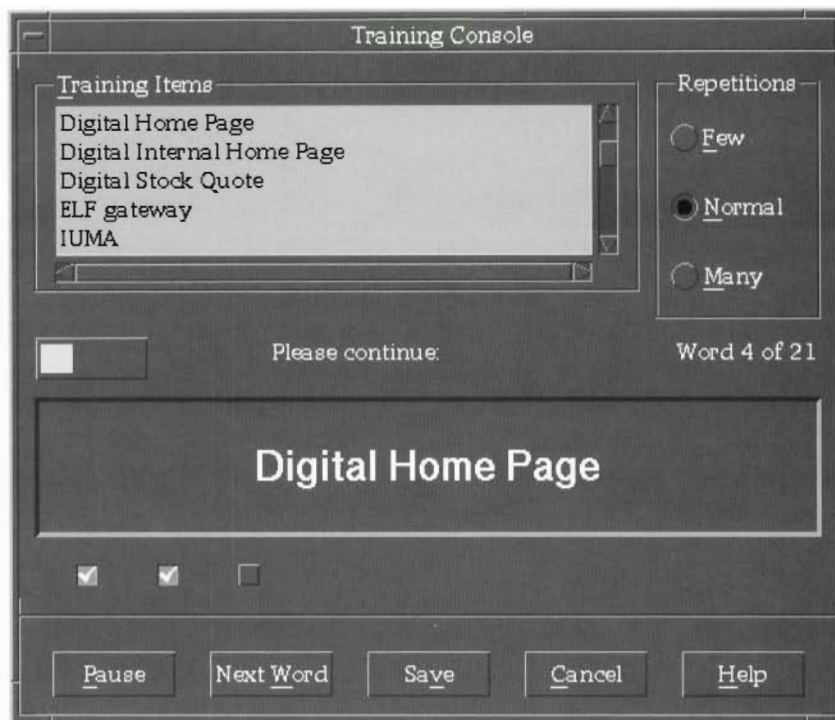 Training Console
Training Items
Digital Home Page
Digital Internal Home Page
Digital Stock Quote
ELF gateway
IUMA
Repetitions
Few
Normal
Many
Please continue:
Word 4 of 21
Digital Home Page
Pause
Next Word
Save
Cancel
Help